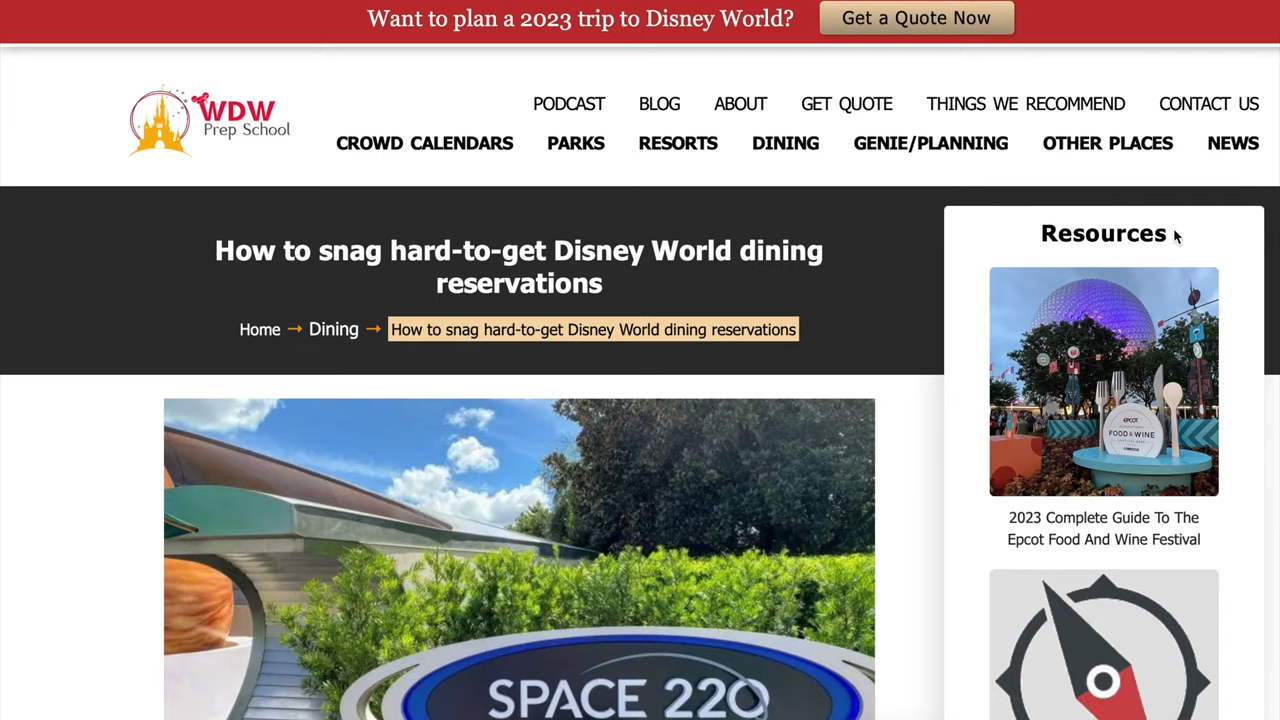 Want to plan a 2023 trip to Disney World? Get a Quote Now
WDW
Prep School
PODCAST BLOG ABOUT GET QUOTE THINGS WE RECOMMEND CONTACT US
CROWD CALENDARS PARKS RESORTS DINING GENIE/PLANNING OTHER PLACES NEWS
How to snag hard-to-get Disney World dining
reservations
Home → Dining → How to snag hard-to-get Disney World dining reservations
Resources
EPCOT
FOOD & WINE
2023 Complete Guide To The
Epcot Food And Wine Festival
SPACE 220